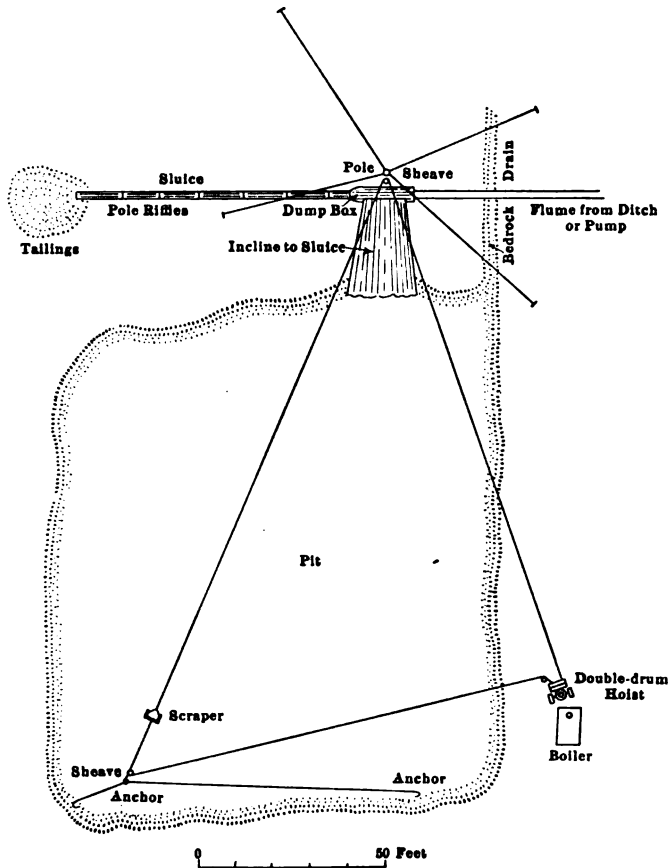 Pole
Sheave
Sluice
Pole Riffles
Dump Box
Bedrock Drain
Flume from Ditch
or Pump
Tailings
Incline to Sluice
Pit
Double-drum
Hoist
Scraper
Boiler
Sheave
Anchor
Anchor
0 50 Feet